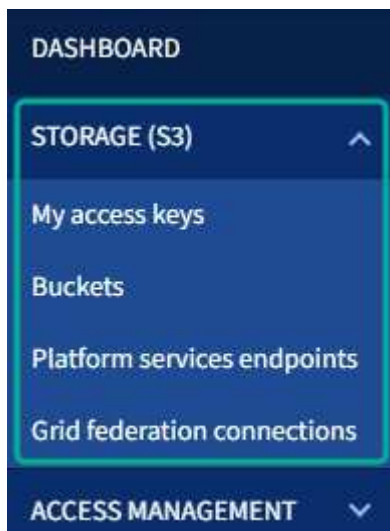 DASHBOARD
STORAGE (S3)
My access keys
Buckets
Platform services endpoints
Grid federation connections
ACCESS MANAGEMENT